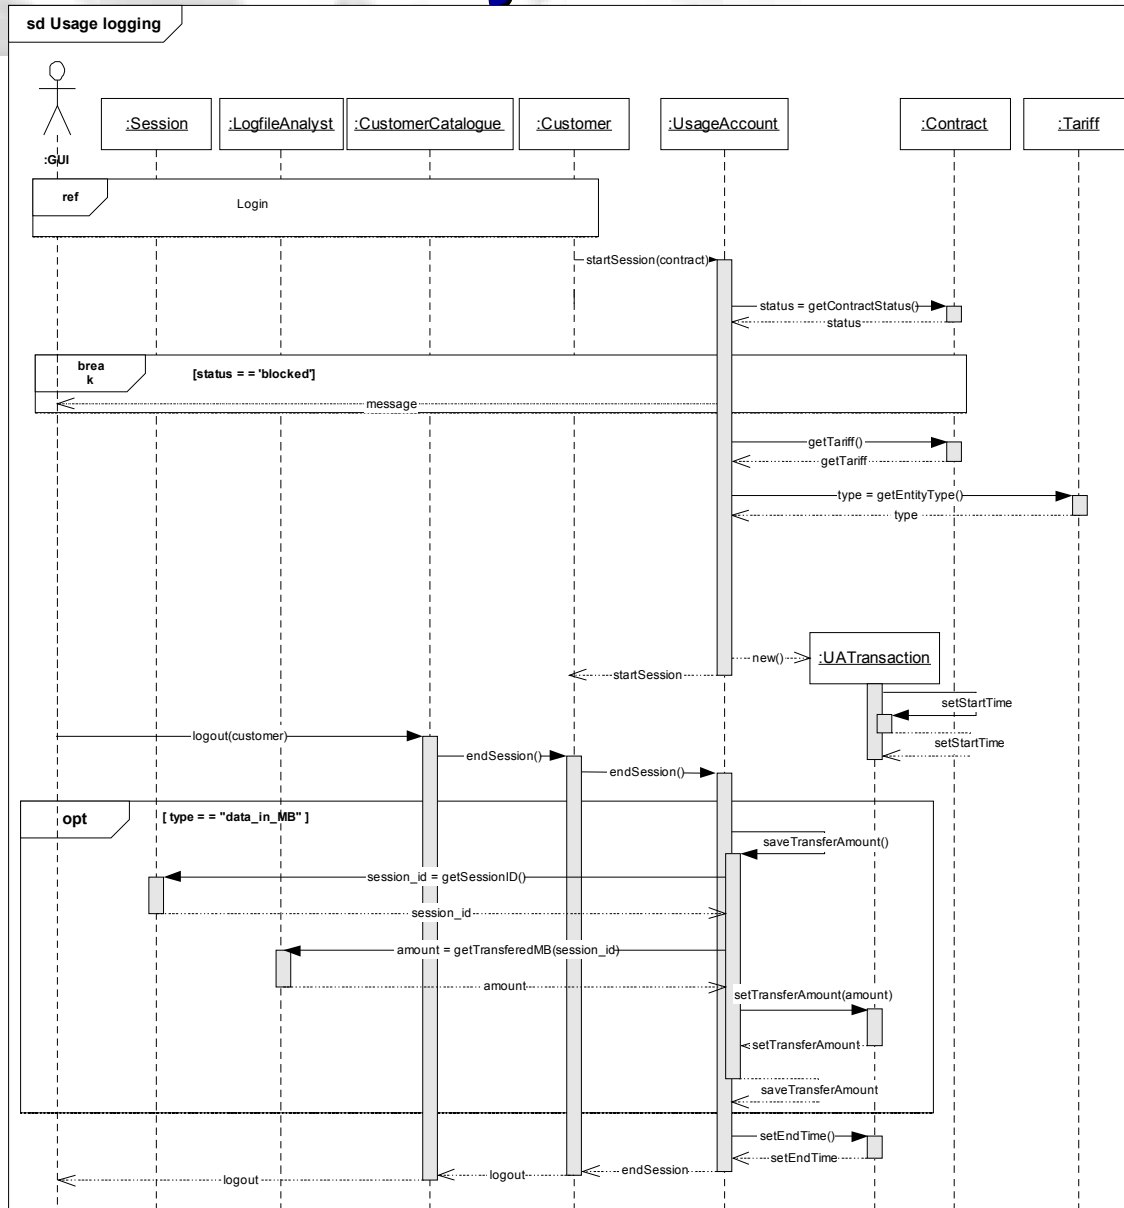 sd Usage logging
:GUI
:Session
:LogfileAnalyst
:CustomerCatalogue
:Customer
:UsageAccount
:Contract
:Tariff
ref
Login
startSession(contract)
status = getContractStatus()
status
brea
k
[status = = 'blocked']
message
getTariff()
getTariff
type = getEntityType()
type
new()
:UATransaction
startSession
setStartTime
logout(customer)
setStartTime
endSession()
endSession()
opt
[ type = = "data_in_MB" ]
saveTransferAmount()
session_id = getSessionID()
session_id
amount = getTransferedMB(session_id)
amount
setTransferAmount(amount)
setTransferAmount
saveTransferAmount
setEndTime()
setEndTime
endSession
logout
logout